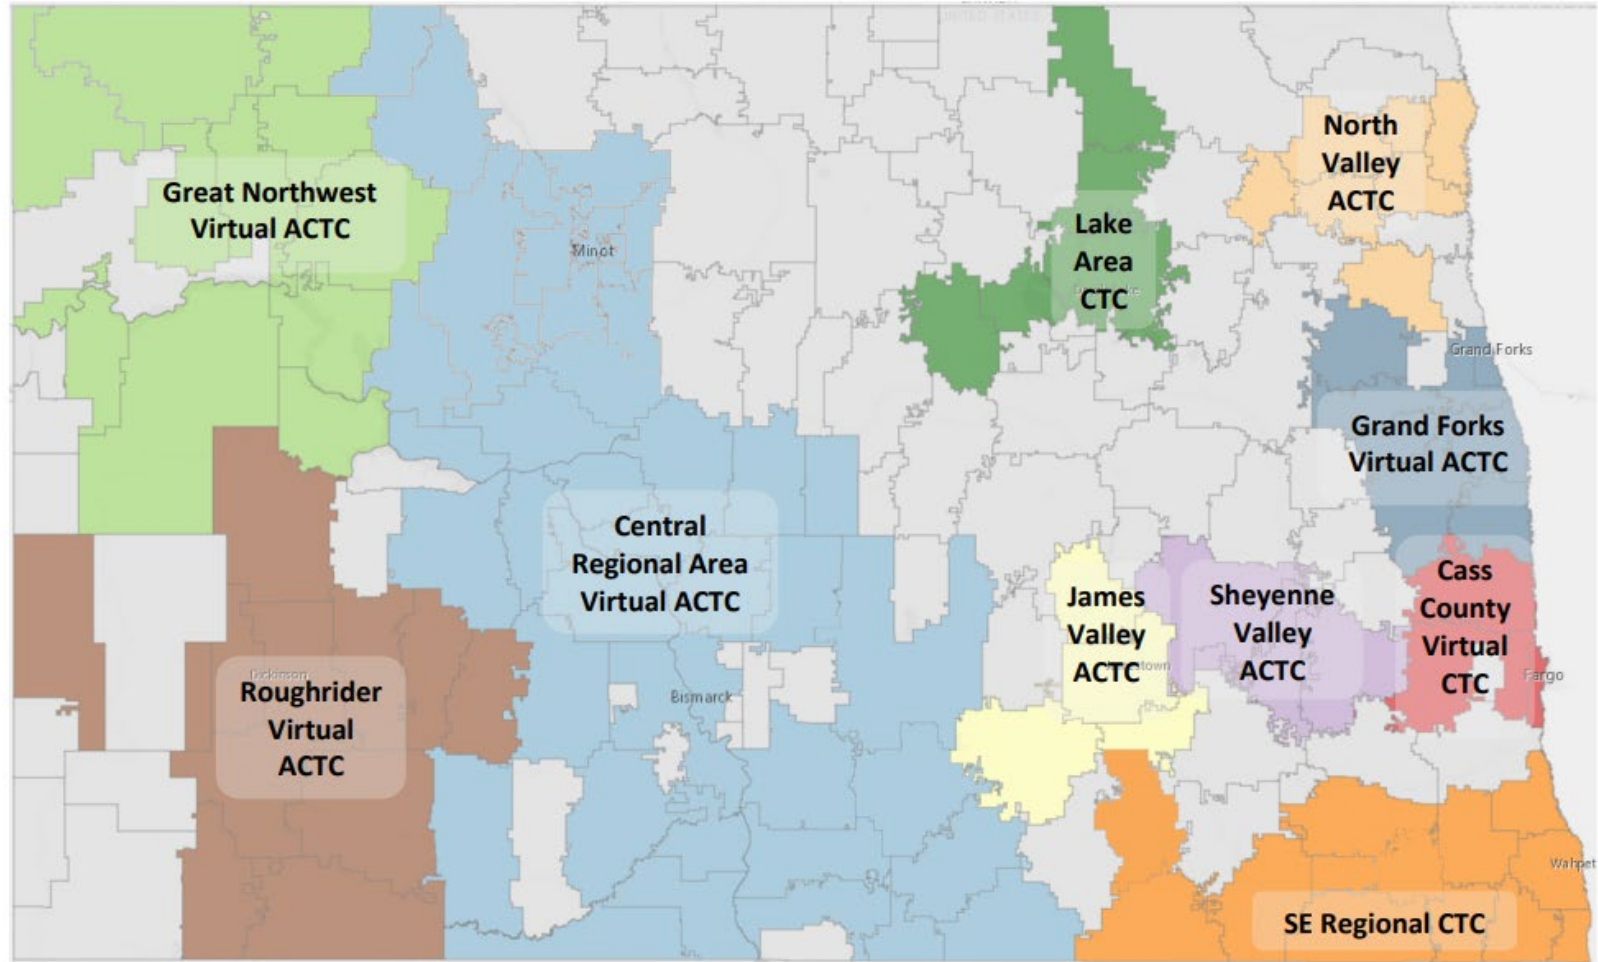 North
Valley
ACTC
Great Northwest
Virtual ACTC
Lake
Area
CTC
Minot
Grand Forks
Grand Forks
Virtual ACTC
Central
Regional Area
Virtual ACTC
James
Valley
ACTC
Sheyenne
Valley
ACTC
Cass
County
Virtual
CTC
Fargo
Dickinson
Roughrider
Virtual
ACTC
Bismarck
Wahpet
SE Regional CTC